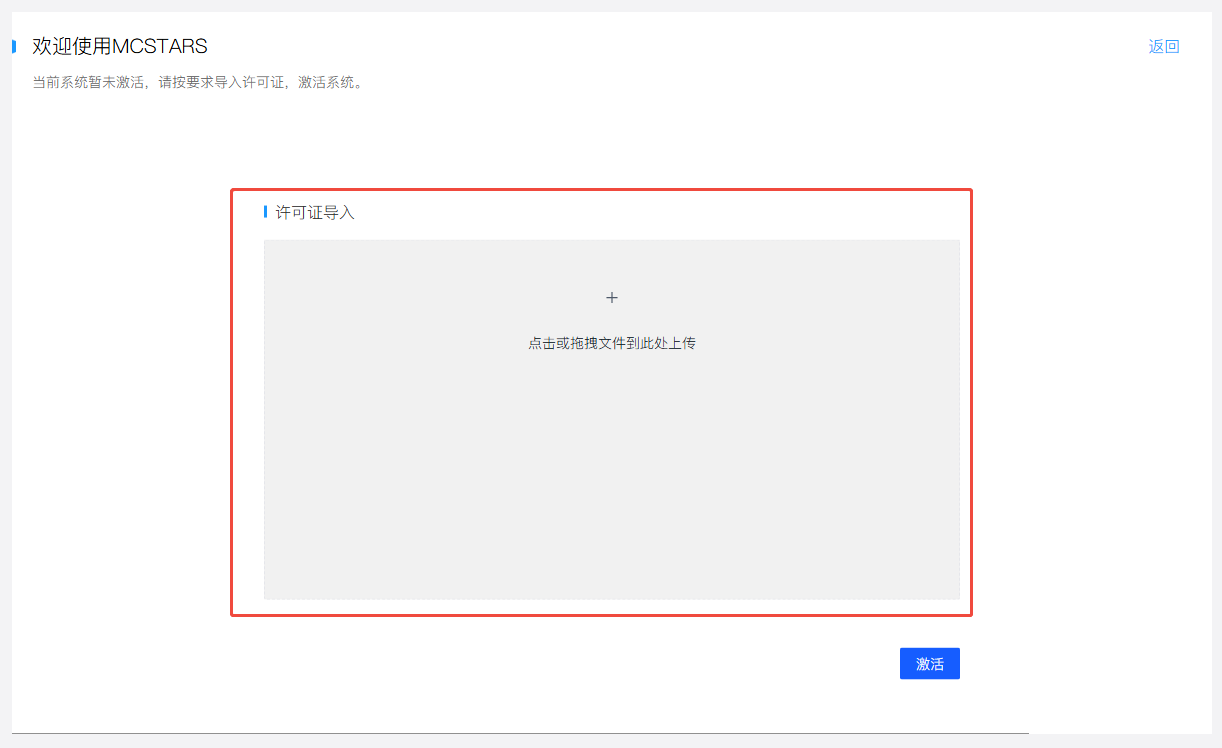 欢迎使用MCSTARS
返回
当前系统暂未激活，请按要求导入许可证，激活系统。
许可证导入
+
点击或拖拽文件到此处上传
激活